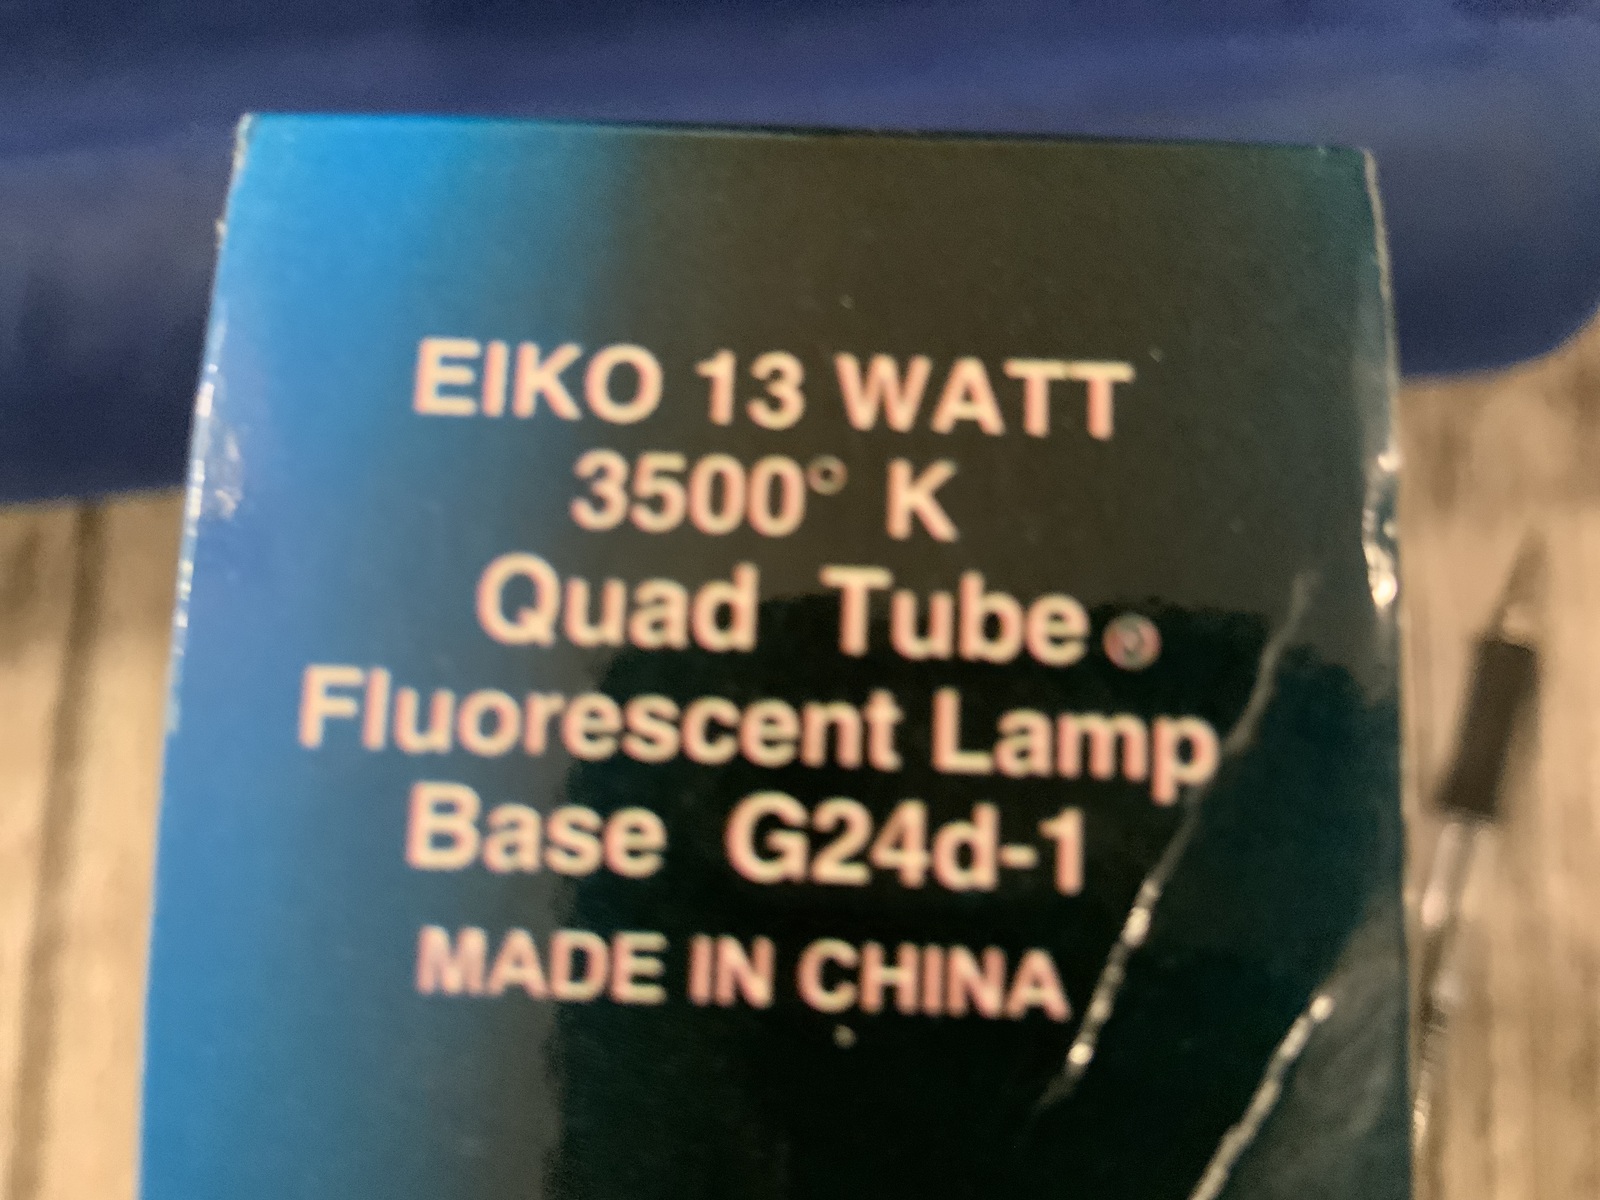 EIKO 13 WATT
3500° K
Quad Tube
Fluorescent Lamp
Base G24d-1
MADE IN CHINA